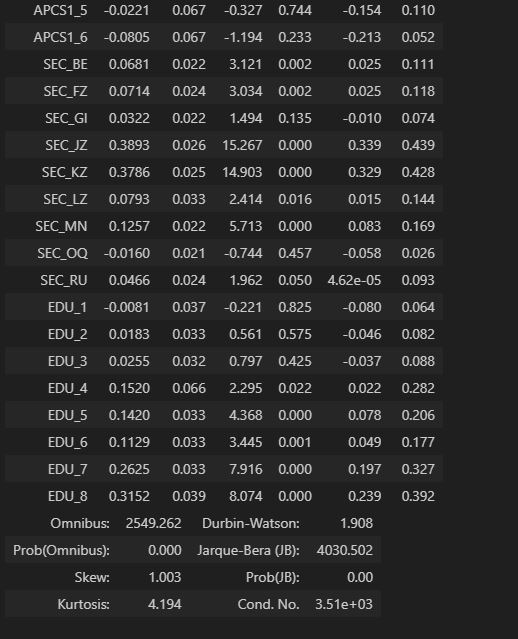 APCS1_5 -0.0221 0.067 -0.327 0.744 -0.154 0.110
APCS1_6 -0.0805 0.067 -1.194 0.233 -0.213 0.052
SEC_BE 0.0681 0.022 3.121 0.002 0.025 0.111
SEC_FZ 0.0714 0.024 3.034 0.002 0.025 0.118
SEC_GI 0.0322 0.022 1.494 0.135 -0.010 0.074
SEC_JZ 0.3893 0.026 15.267 0.000 0.339 0.439
SEC_KZ 0.3786 0.025 14.903 0.000 0.329 0.428
SEC_LZ 0.0793 0.033 2.414 0.016 0.015 0.144
SEC_MN 0.1257 0.022 5.713 0.000 0.083 0.169
SEC_OQ -0.0160 0.021 -0.744 0.457 -0.058 0.026
SEC_RU 0.0466 0.024 1.962 0.050 4.62e-05 0.093
EDU_1 -0.0081 0.037 -0.221 0.825 -0.080 0.064
EDU_2 0.0183 0.033 0.561 0.575 -0.046 0.082
EDU_3 0.0255 0.032 0.797 0.425 -0.037 0.088
EDU_4 0.1520 0.066 2.295 0.022 0.022 0.282
EDU_5 0.1420 0.033 4.368 0.000 0.078 0.206
EDU_6 0.1129 0.033 3.445 0.001 0.049 0.177
EDU_7 0.2625 0.033 7.916 0.000 0.197 0.327
EDU_8 0.3152 0.039 8.074 0.000 0.239 0.392
Omnibus: 2549.262 Durbin-Watson: 1.908
Prob(Omnibus): 0.000 Jarque-Bera (JB): 4030.502
Skew: 1.003 Prob(JB): 0.00
Kurtosis: 4.194 Cond. No. 3.51e+03